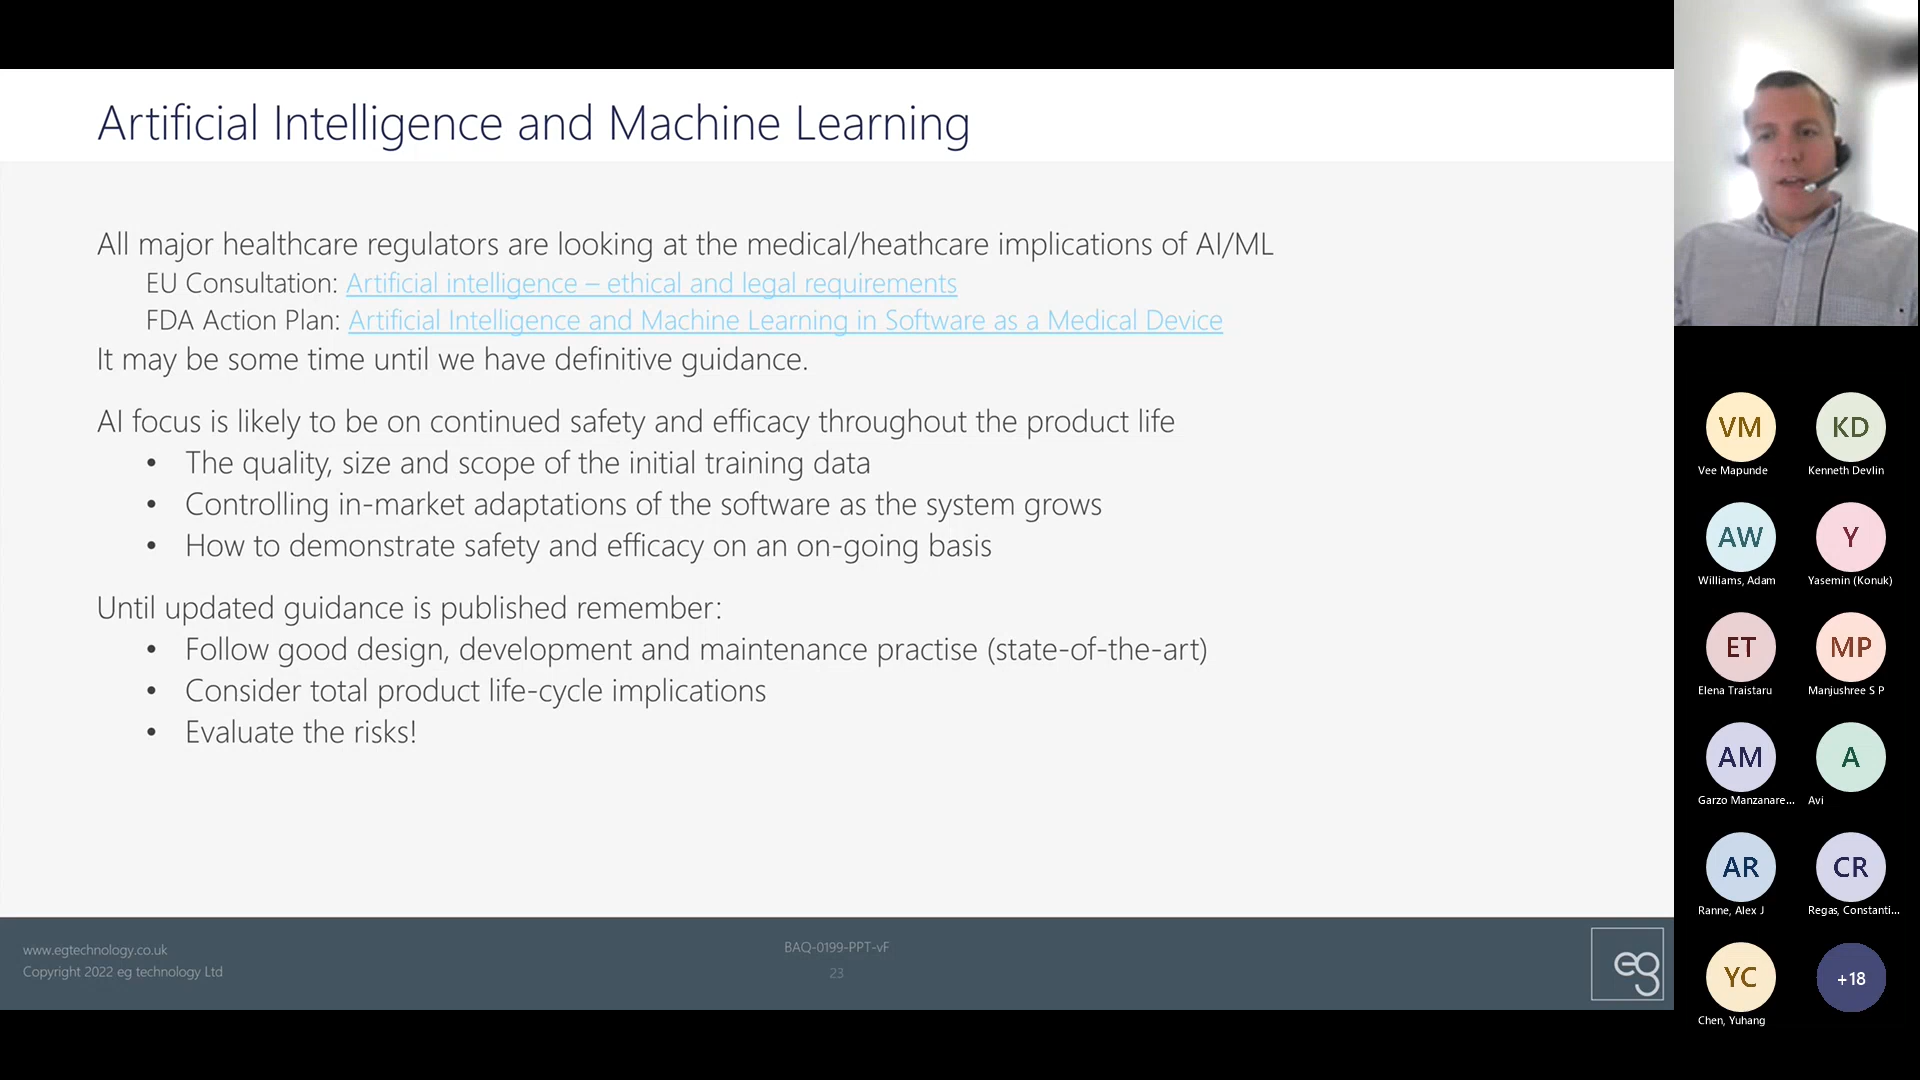 Artificial Intelligence and Machine Learning
All major healthcare regulators are looking at the medical/heathcare implications of AI/ML
EU Consultation: Artificial intelligence – ethical and legal requirements
FDA Action Plan: Artificial Intelligence and Machine Learning in Software as a Medical Device
It may be some time until we have definitive guidance.
AI focus is likely to be on continued safety and efficacy throughout the product life
• The quality, size and scope of the initial training data
• Controlling in-market adaptations of the software as the system grows
• How to demonstrate safety and efficacy on an on-going basis
Until updated guidance is published remember:
• Follow good design, development and maintenance practise (state-of-the-art)
• Consider total product life-cycle implications
• Evaluate the risks!
www.egtechnology.co.uk
Copyright 2022 eg technology Ltd
BAQ-0199-PPT-vF
23
eg
VM
Vee Mapunde
KD
Kenneth Devlin
AW
Williams, Adam
Y
Yasemin (Konuk)
ET
Elena Traistaru
MP
Manjushree S P
AM
Garzo Manzanare...
A
Avi
AR
Ranne, Alex J
CR
Regas, Constanti...
YC
Chen, Yuhang
+18